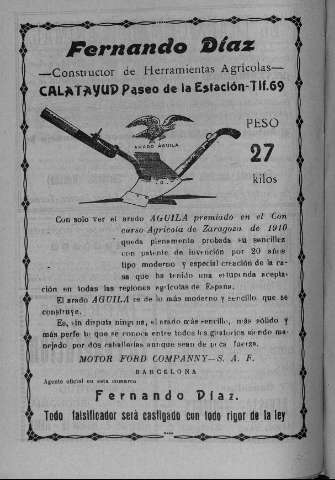 Fernando Díaz
—Constructor de Herramientas Agrícolas—
CALATAYUD Paseo de la Estación-Tlf.69
ARADO AGUILA
PESO
27
kilos
Con solo ver el arado AGUILA premiado en el Con
curso Agrícola de Zaragoza de 1910
queda plenamente probada su sencillez
con patente de invención por 20 años
tipo moderno y especial creación de la ca-
sa que ha tenido una estupenda acepta-
ción en todas las regiones agrícolas de España.
El arado AGUILA es de lo más moderno y sencillo que se
construye.
Es, sin disputa ninguna, el arado más sencillo, más sólido y
más perfecto que se conoce entre todos los giratorios siendo ma-
nejado por dos caballerías aunque sean de poca fuerza.
MOTOR FORD COMPANNY—S. A. F.
BARCELONA
Agente oficial en esta comarca
Fernando Díaz.
Todo falsificador será castigado con todo rigor de la ley